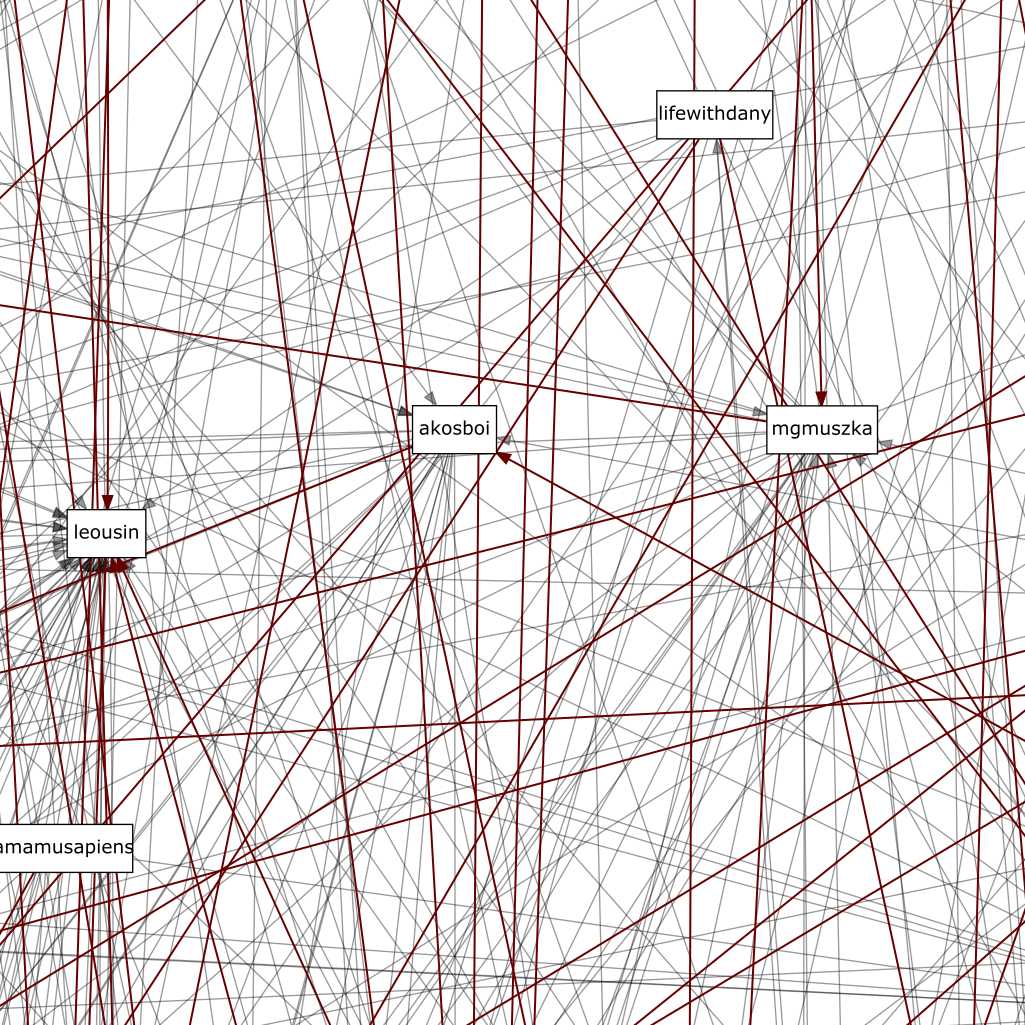 lifewithdany
akosboi
mgmuszka
leousin
amamusapiens